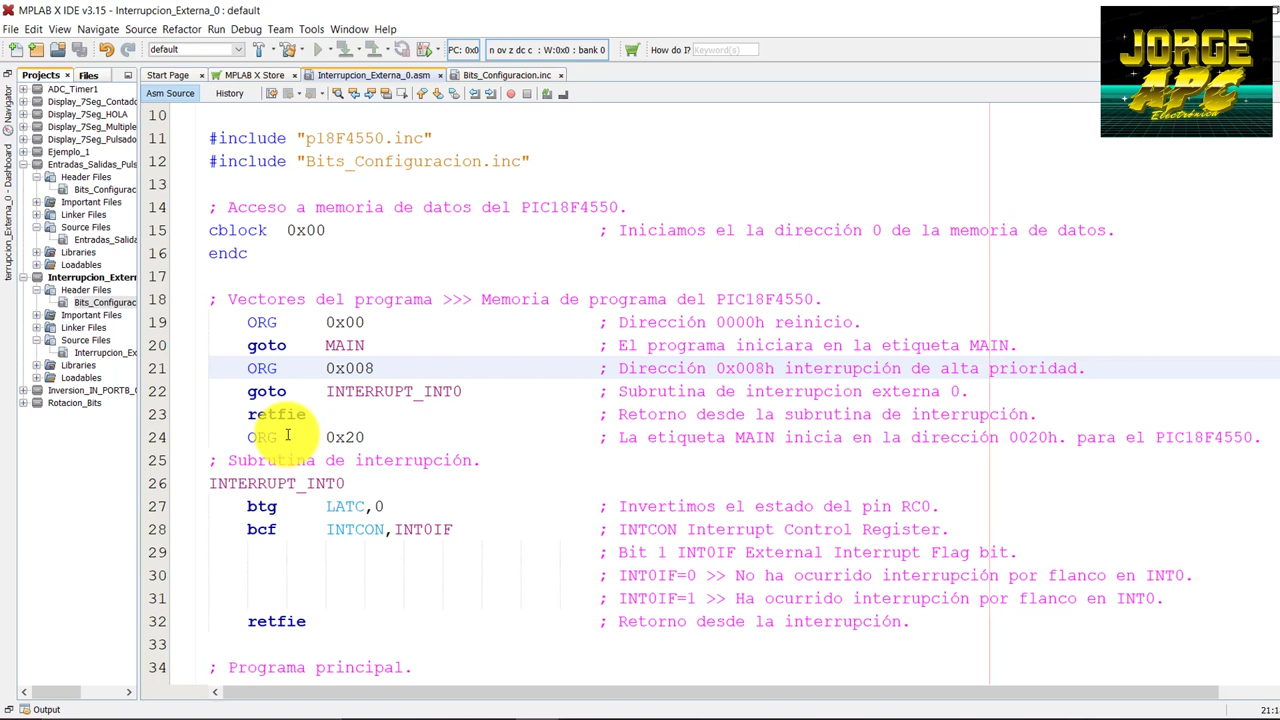 MPLAB X IDE v3.15 - Interrupcion_Externa_0 : default
File Edit View Navigate Source Refactor Run Debug Team Tools Window Help
default
PC: 0x0
n ov z dc c : W:0x0 : bank 0
How do I?
Keyword(s)
JORGE
APC
Electrónica
Projects
Files
Start Page
MPLAB X Store
Interrupcion_Externa_0.asm
Bits_Configuracion.inc
Asm Source
History
Navigator
terrupcion_Externa_0 - Dashboard
ADC_Timer1
Display_7Seg_Contado
Display_7Seg_HOLA
Display_7Seg_Multiple
Display_7Seg_Pulsado
Ejemplo_1
Entradas_Salidas_Puls
Header Files
Bits_Configurac
Important Files
Linker Files
Source Files
Entradas_Salida
Libraries
Loadables
Interrupcion_Extern
Header Files
Bits_Configurac
Important Files
Linker Files
Source Files
Interrupcion_Ex
Libraries
Loadables
Inversion_IN_PORTB_
Rotacion_Bits
10
11 #include "p18F4550.inc"
12 #include "Bits_Configuracion.inc"
13
14 ; Acceso a memoria de datos del PIC18F4550.
15 cblock 0x00 ; Iniciamos el la dirección 0 de la memoria de datos.
16 endc
17
18 ; Vectores del programa >>> Memoria de programa del PIC18F4550.
19 ORG 0x00 ; Dirección 0000h reinicio.
20 goto MAIN ; El programa iniciara en la etiqueta MAIN.
21 ORG 0x008 ; Dirección 0x008h interrupción de alta prioridad.
22 goto INTERRUPT_INT0 ; Subrutina de interrupcion externa 0.
23 retfie ; Retorno desde la subrutina de interrupción.
24 ORG 0x20 ; La etiqueta MAIN inicia en la dirección 0020h. para el PIC18F4550.
25 ; Subrutina de interrupción.
26 INTERRUPT_INT0
27 btg LATC,0 ; Invertimos el estado del pin RC0.
28 bcf INTCON,INT0IF ; INTCON Interrupt Control Register.
29 ; Bit 1 INT0IF External Interrupt Flag bit.
30 ; INT0IF=0 >> No ha ocurrido interrupción por flanco en INT0.
31 ; INT0IF=1 >> Ha ocurrido interrupción por flanco en INT0.
32 retfie ; Retorno desde la interrupción.
33
34 ; Programa principal.
Output
21:1